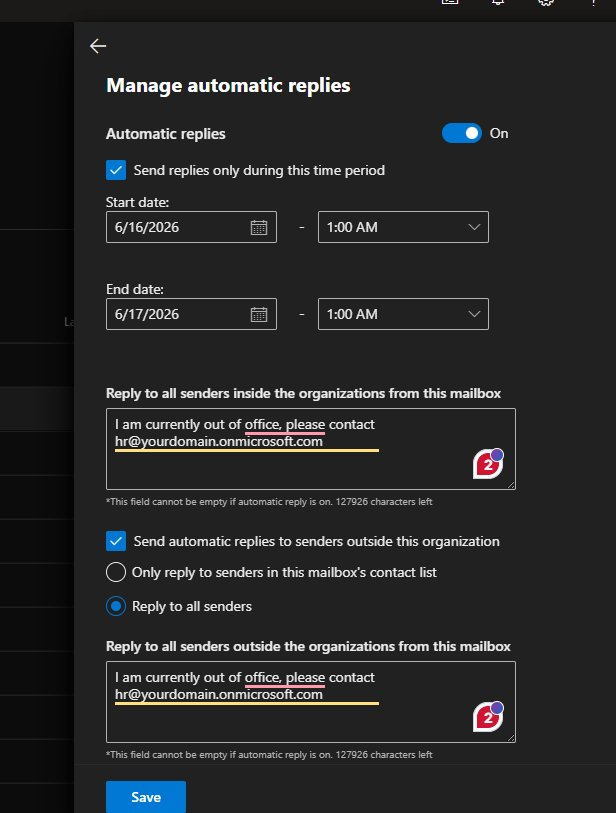 Manage automatic replies
Automatic replies
On
Send replies only during this time period
Start date:
6/16/2026 - 1:00 AM
End date:
6/17/2026 - 1:00 AM
Reply to all senders inside the organizations from this mailbox
I am currently out of office, please contact
hr@yourdomain.onmicrosoft.com
2
*This field cannot be empty if automatic reply is on. 127926 characters left
Send automatic replies to senders outside this organization
Only reply to senders in this mailbox's contact list
Reply to all senders
Reply to all senders outside the organizations from this mailbox
I am currently out of office, please contact
hr@yourdomain.onmicrosoft.com
2
*This field cannot be empty if automatic reply is on. 127926 characters left
Save